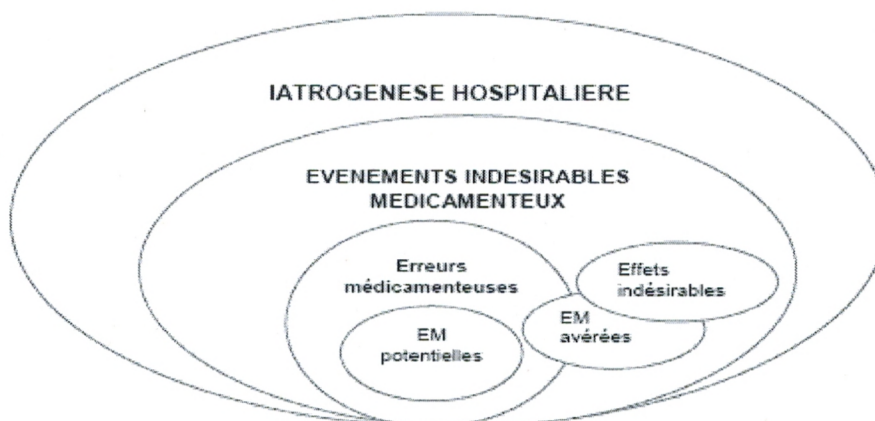 IATROGENESE HOSPITALIERE
EVENEMENTS INDESIRABLES
MEDICAMENTEUX
Erreurs
médicamenteuses
EM
potentielles
EM
avérées
Effets
indésirables